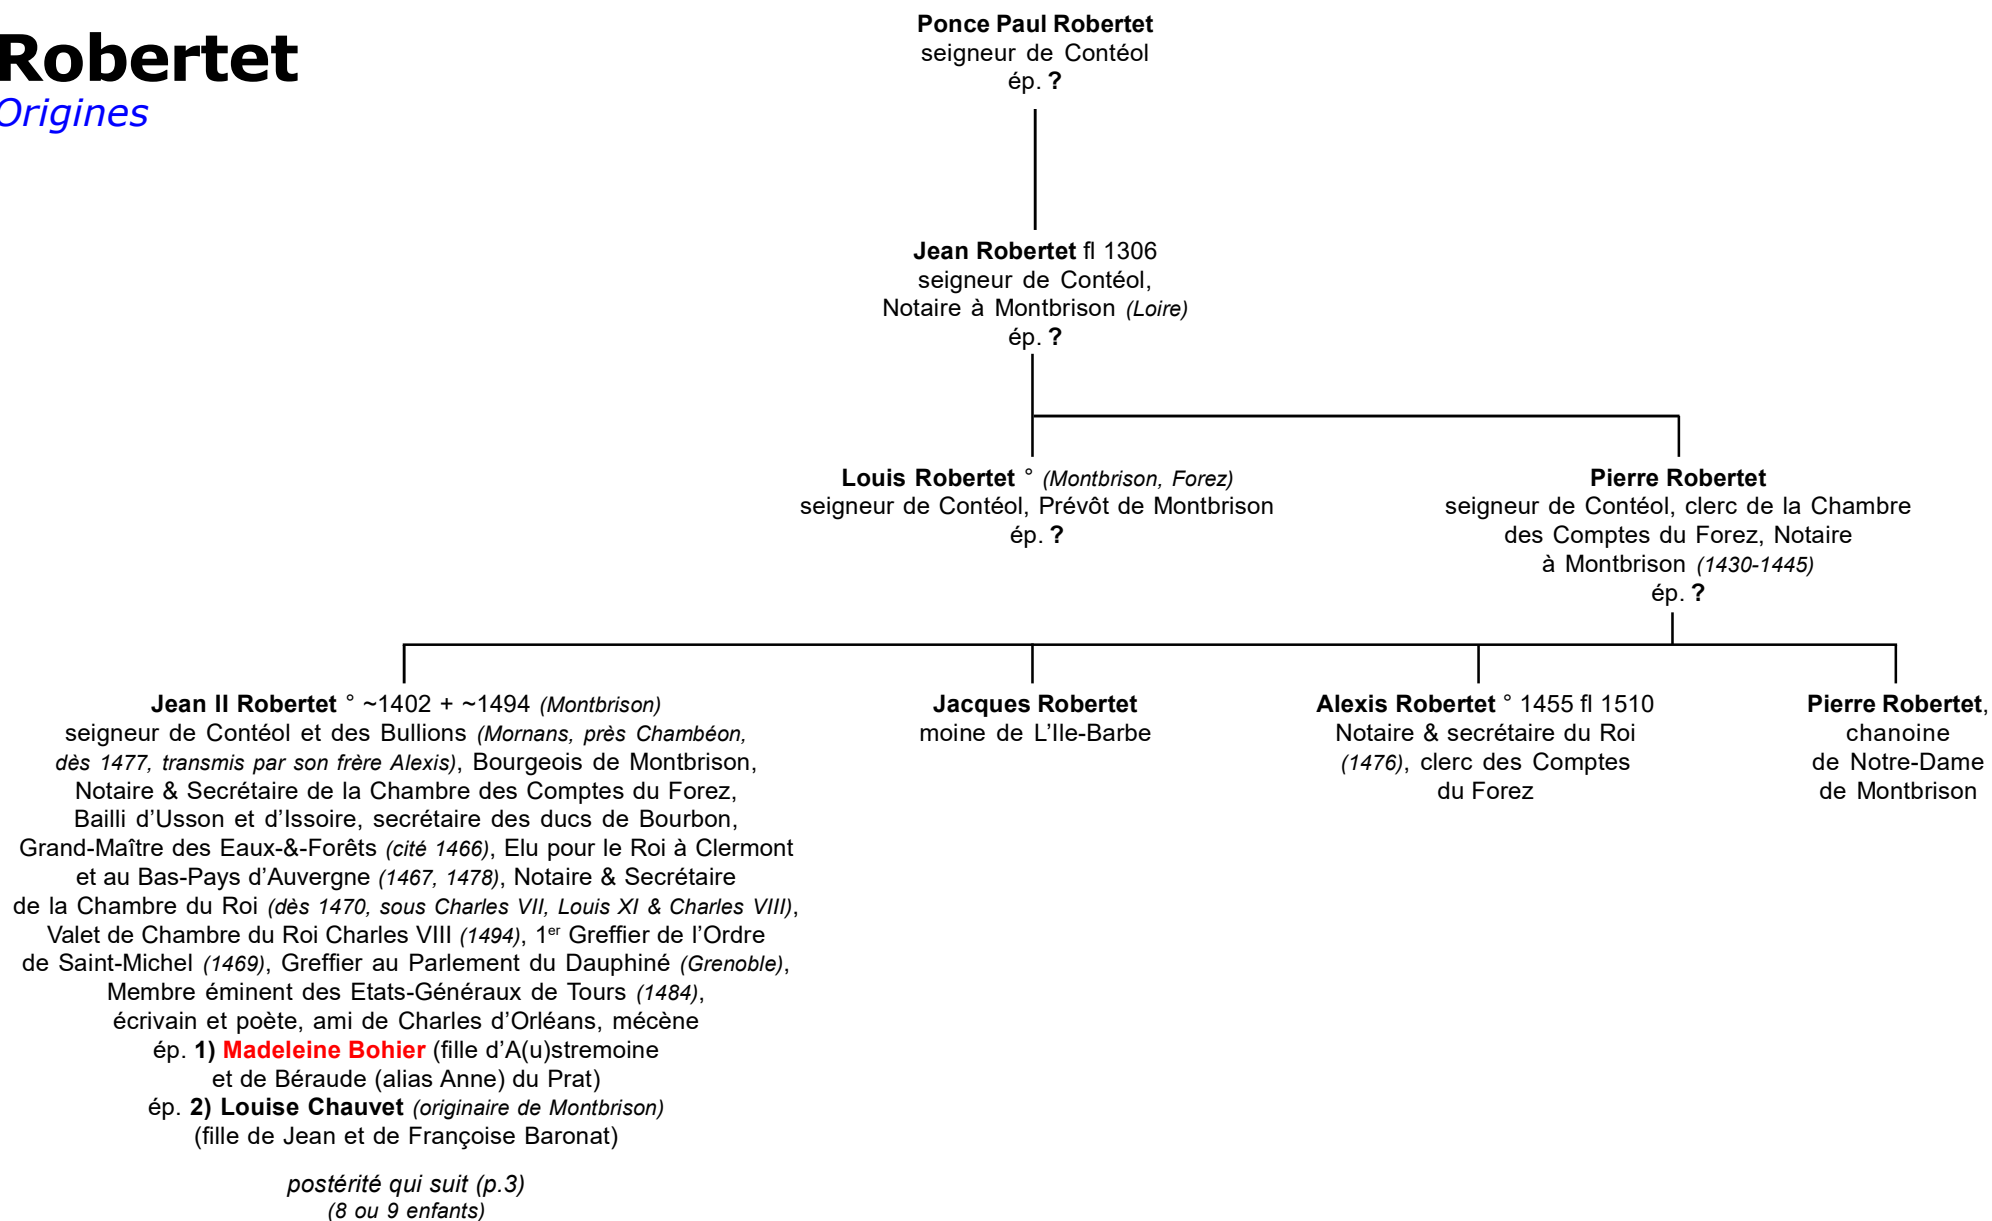 Robertet
Origines
Ponce Paul Robertet
seigneur de Contéol
ép. ?
Jean Robertet fl 1306
seigneur de Contéol,
Notaire à Montbrison (Loire)
ép. ?
Louis Robertet ° (Montbrison, Forez)
seigneur de Contéol, Prévôt de Montbrison
ép. ?
Pierre Robertet
seigneur de Contéol, clerc de la Chambre
des Comptes du Forez, Notaire
à Montbrison (1430-1445)
ép. ?
Jean II Robertet ° ~1402 + ~1494 (Montbrison)
seigneur de Contéol et des Bullions (Mornans, près Chambéon,
dès 1477, transmis par son frère Alexis), Bourgeois de Montbrison,
Notaire & Secrétaire de la Chambre des Comptes du Forez,
Bailli d'Usson et d'Issoire, secrétaire des ducs de Bourbon,
Grand-Maître des Eaux-&-Forêts (cité 1466), Elu pour le Roi à Clermont
et au Bas-Pays d'Auvergne (1467, 1478), Notaire & Secrétaire
de la Chambre du Roi (dès 1470, sous Charles VII, Louis XI & Charles VIII),
Valet de Chambre du Roi Charles VIII (1494), 1er Greffier de l'Ordre
de Saint-Michel (1469), Greffier au Parlement du Dauphiné (Grenoble),
Membre éminent des Etats-Généraux de Tours (1484),
écrivain et poète, ami de Charles d'Orléans, mécène
ép. 1) Madeleine Bohier (fille d'A(u)stremoine
et de Béraude (alias Anne) du Prat)
ép. 2) Louise Chauvet (originaire de Montbrison)
(fille de Jean et de Françoise Baronat)
postérité qui suit (p.3)
(8 ou 9 enfants)
Jacques Robertet
moine de L'Ile-Barbe
Alexis Robertet ° 1455 fl 1510
Notaire & secrétaire du Roi
(1476), clerc des Comptes
du Forez
Pierre Robertet,
chanoine
de Notre-Dame
de Montbrison